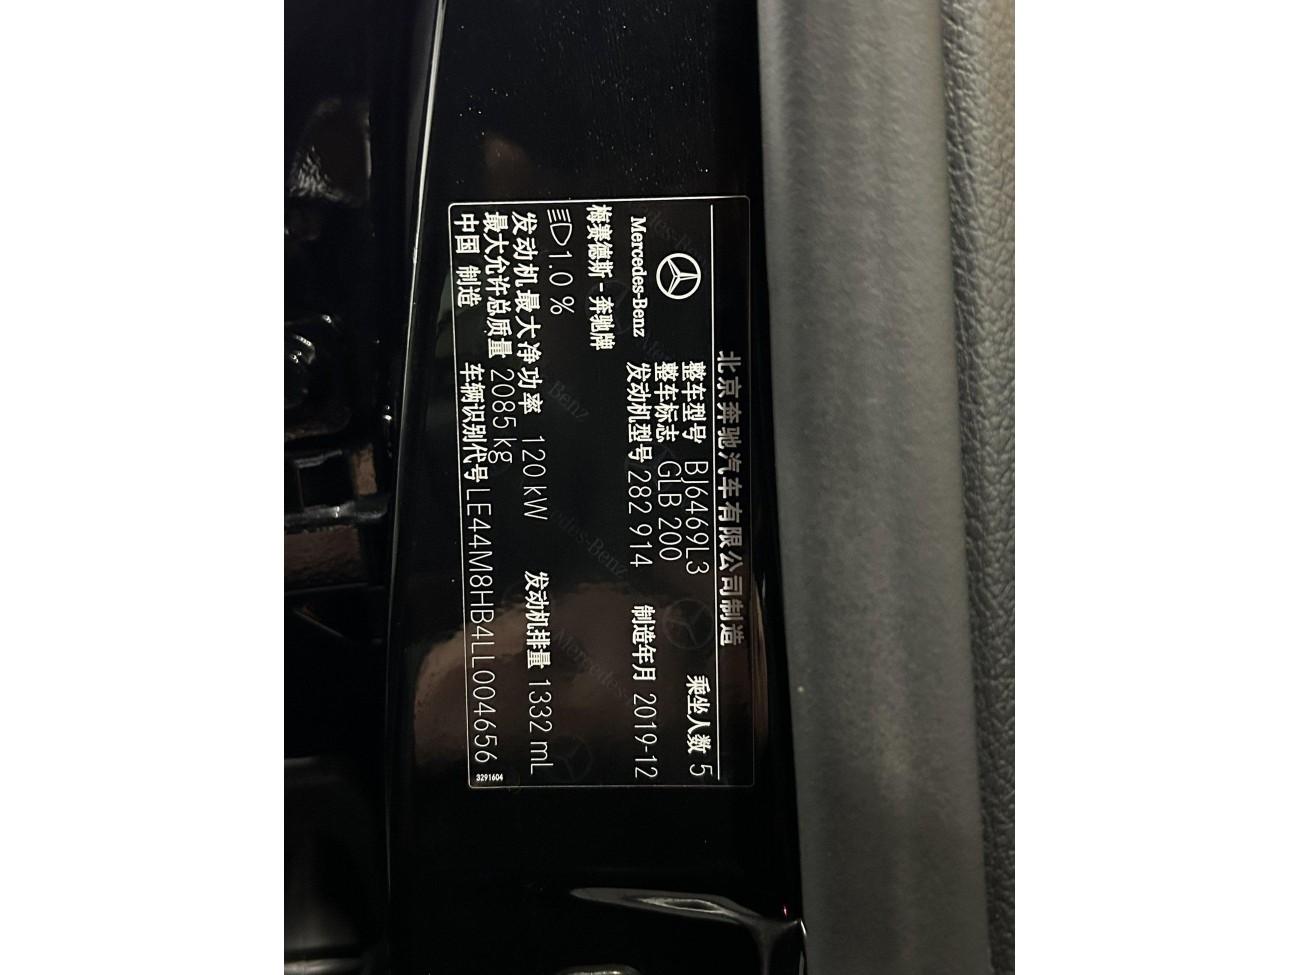 北京奔驰汽车有限公司制造
整车型号 BJ6469L3 乘坐人数 5
整车标志 GLB 200
Mercedes-Benz 发动机型号 282 914 制造年月 2019-12
梅赛德斯-奔驰牌
1.0 %
发动机最大净功率 120 kW 发动机排量 1332 mL
最大允许总质量 2085 kg
中国 制造 车辆识别代号 LE44M8HB4LL004656
3291604